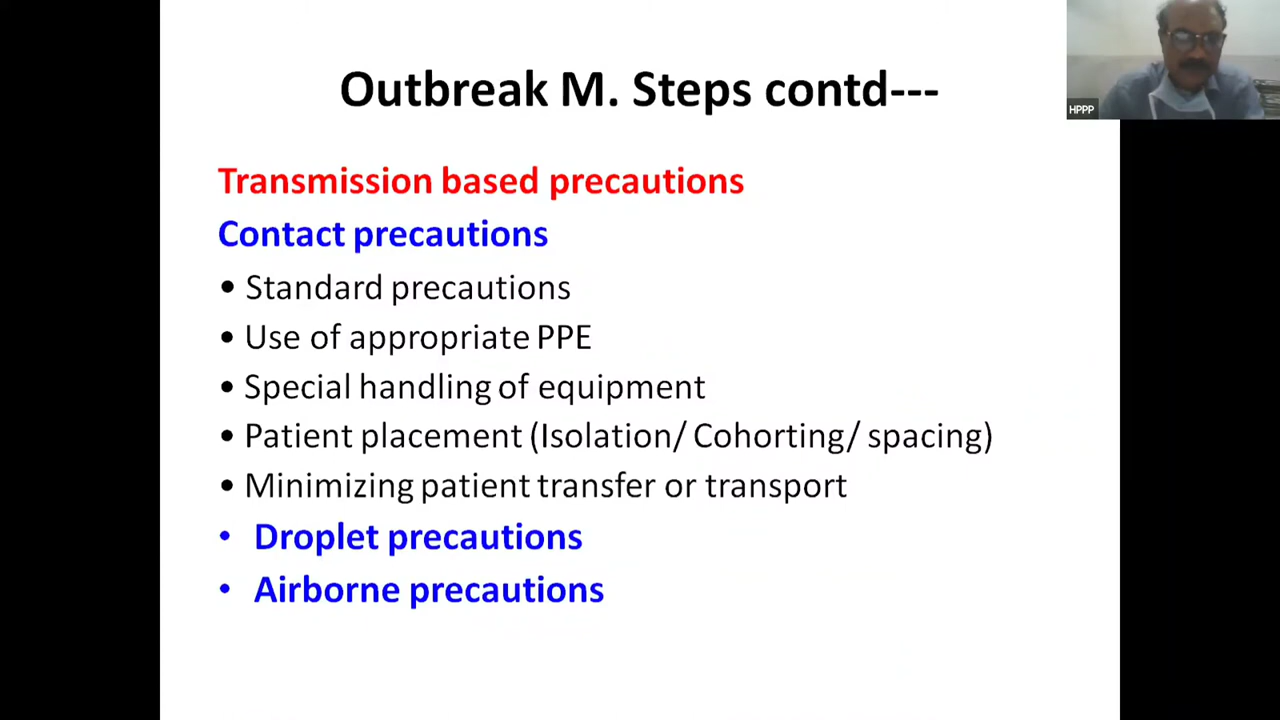 Outbreak M. Steps contd---
HPPP
Transmission based precautions
Contact precautions
• Standard precautions
• Use of appropriate PPE
• Special handling of equipment
• Patient placement (Isolation/ Cohorting/ spacing)
• Minimizing patient transfer or transport
• Droplet precautions
• Airborne precautions